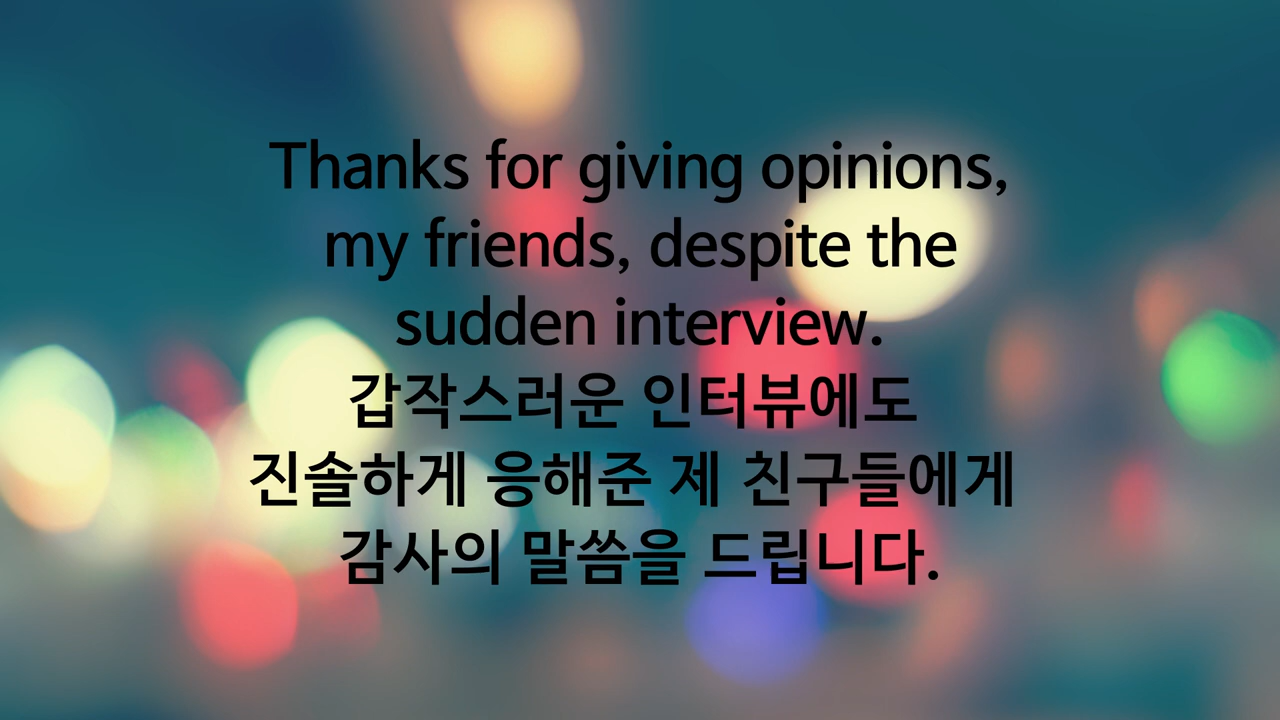 Thanks for giving opinions,
my friends, despite the
sudden interview.
갑작스러운 인터뷰에도
진솔하게 응해준 제 친구들에게
감사의 말씀을 드립니다.